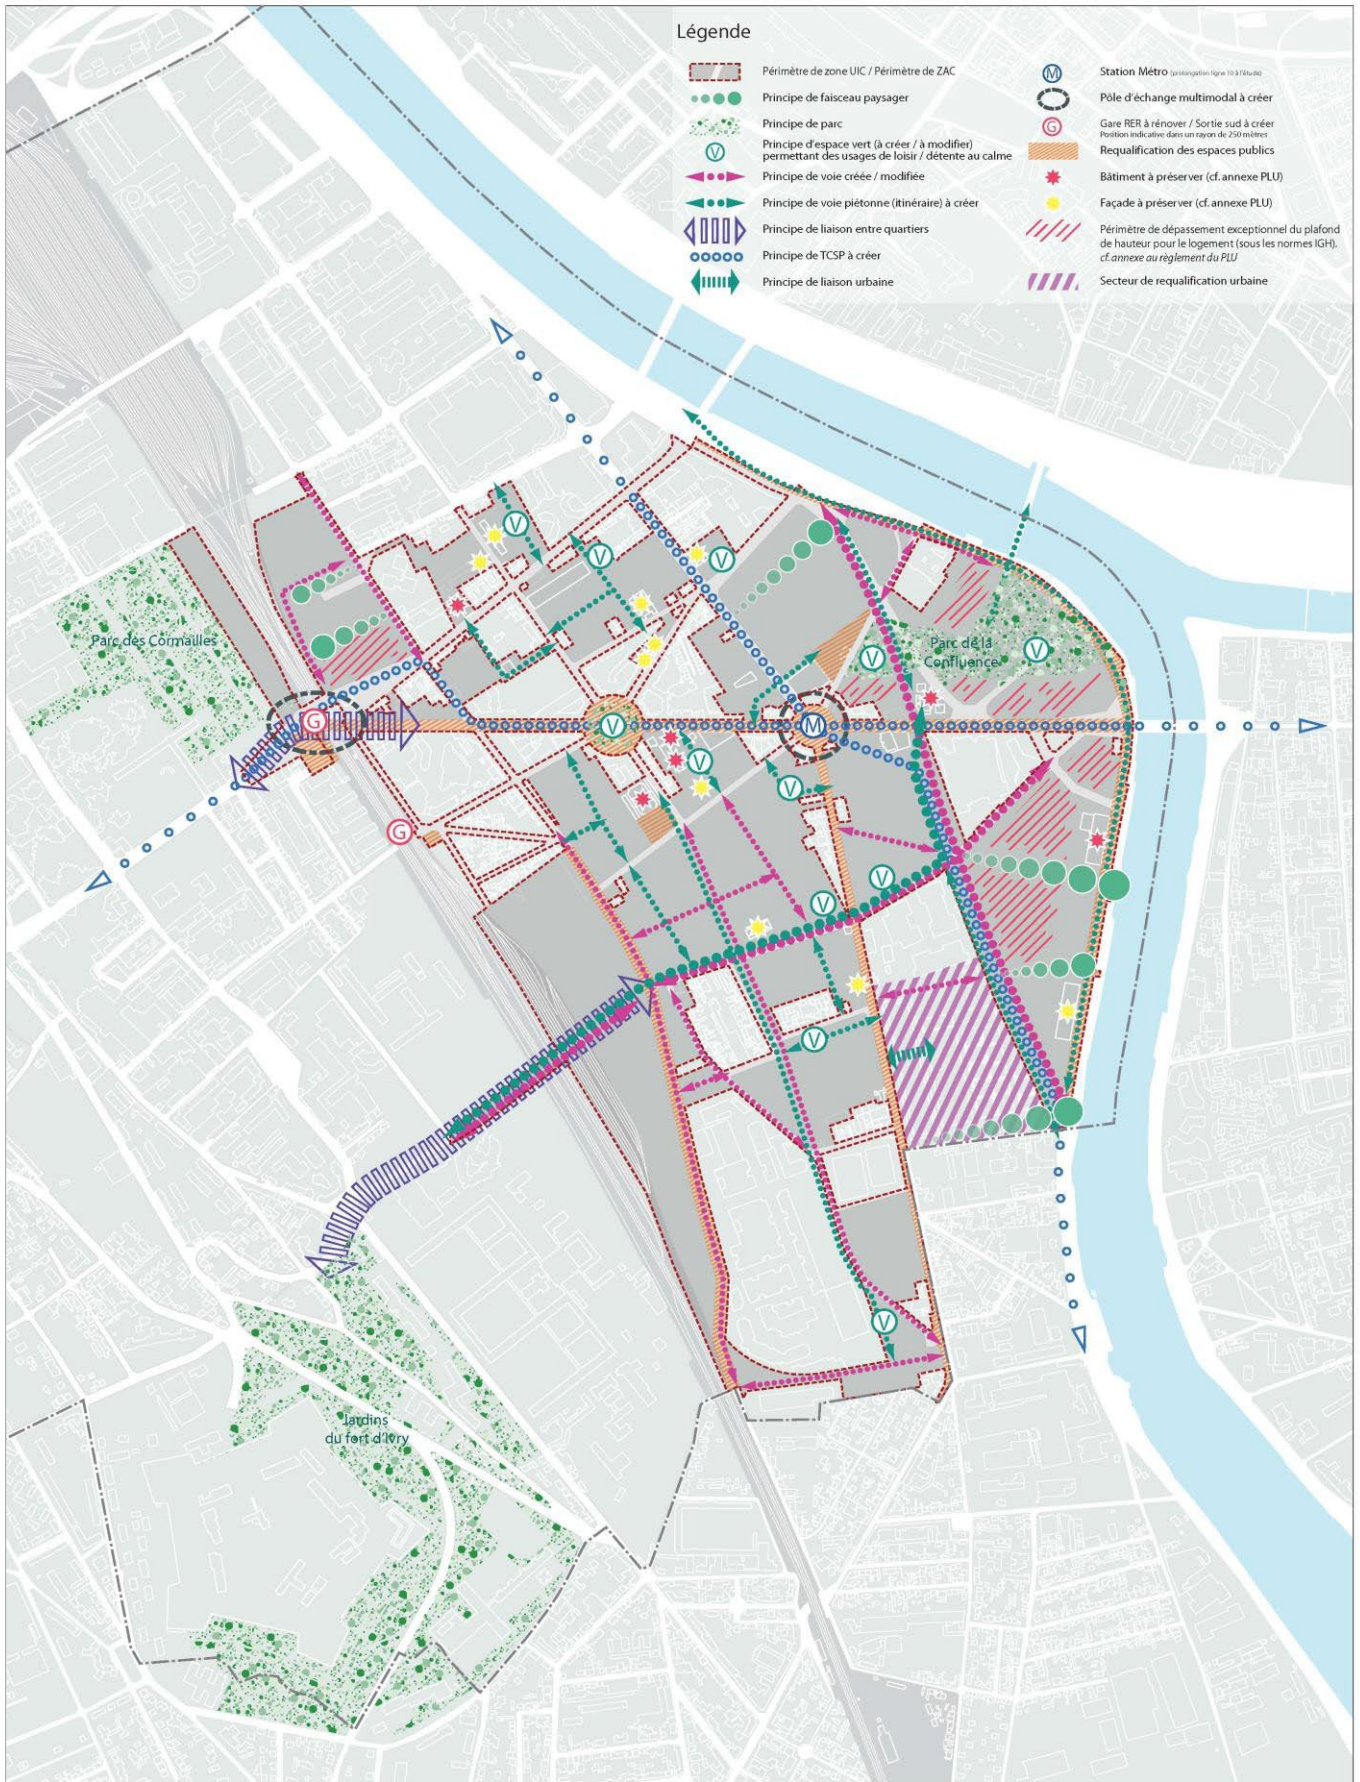 Légende
Périmètre de zone UIC / Périmètre de ZAC
Principe de faisceau paysager
Principe de parc
Principe d'espace vert (à créer / à modifier)
permettant des usages de loisir / détente au calme
Principe de voie créée / modifiée
Principe de voie piétonne (itinéraire) à créer
Principe de liaison entre quartiers
Principe de TCSP à créer
Principe de liaison urbaine
M Station Métro (prolongation ligne 10 à l'étude)
Pôle d'échange multimodal à créer
G Gare RER à rénover / Sortie sud à créer
Position indicative dans un rayon de 250 mètres
Requalification des espaces publics
Bâtiment à préserver (cf. annexe PLU)
Façade à préserver (cf. annexe PLU)
Périmètre de dépassement exceptionnel du plafond
de hauteur pour le logement (sous les normes IGH).
cf. annexe au règlement du PLU
Secteur de requalification urbaine
V
V
V
V
Parc des Cormailles
Parc de la
Confluence
V
V
G
V
M
V
V
G
V
V
V
V
Jardins
du fort d'Ivry